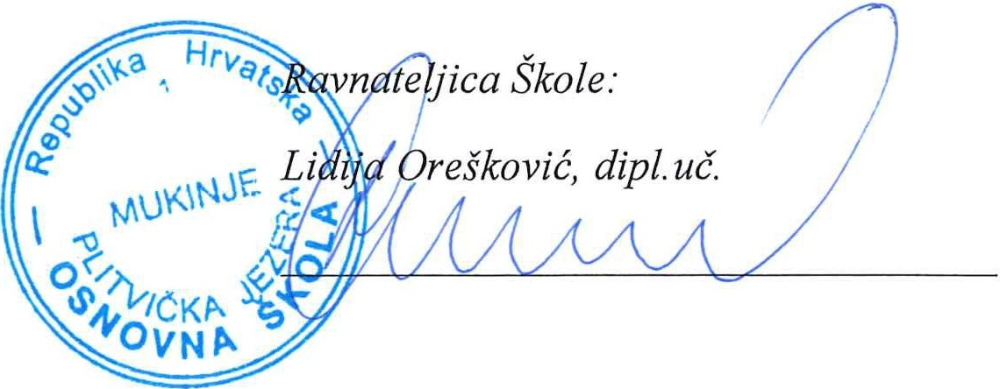 Republika Hrvatska
1
MUKINJE
PLITVIČKA JEZERA
— OSNOVNA ŠKOLA —
Ravnateljica Škole:
Lidija Orešković, dipl.uč.